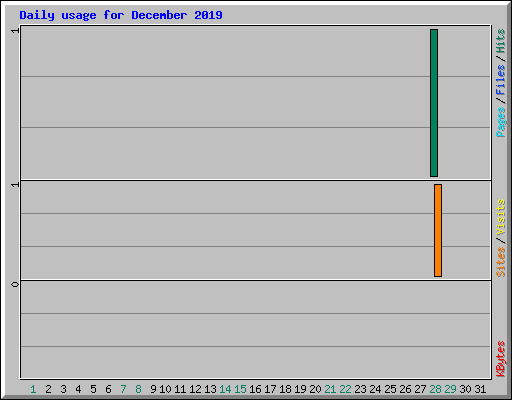 Daily usage for December 2019
1
1
0
Pages / Files / Hits
Sites / Visits
KBytes
1 2 3 4 5 6 7 8 9 10 11 12 13 14 15 16 17 18 19 20 21 22 23 24 25 26 27 28 29 30 31